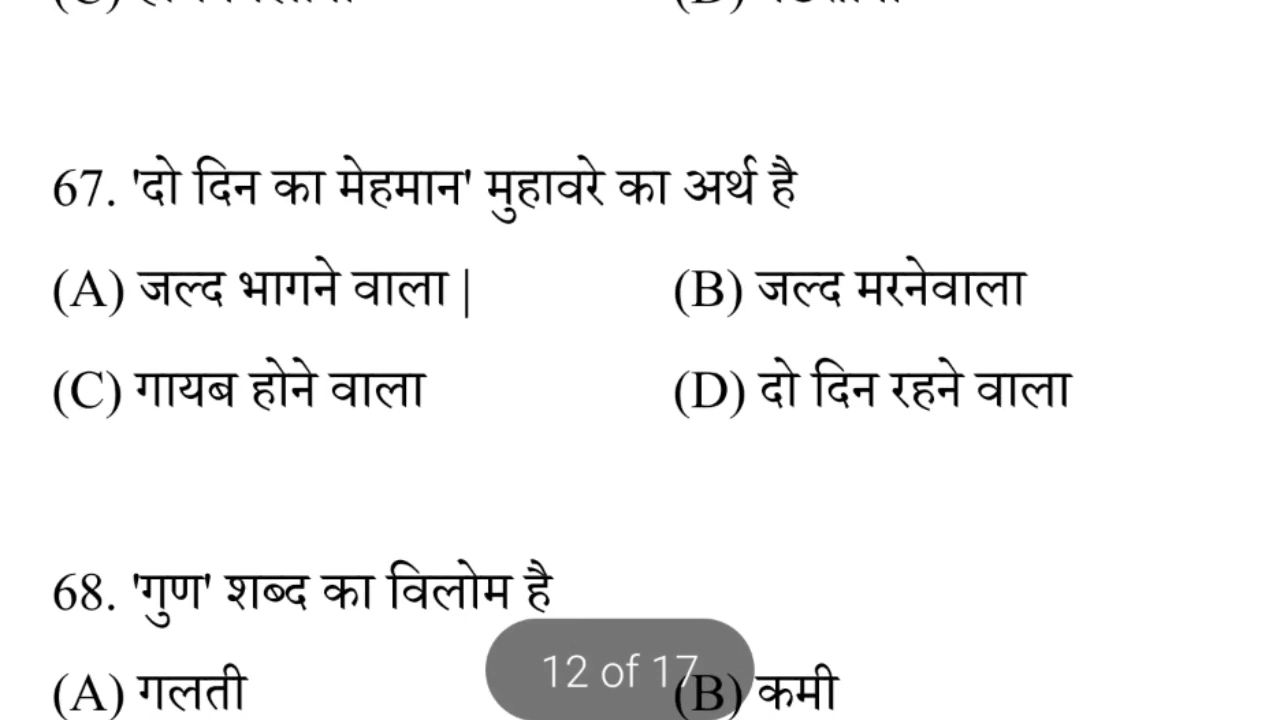 67. 'दो दिन का मेहमान' मुहावरे का अर्थ है
(A) जल्द भागने वाला | (B) जल्द मरनेवाला
(C) गायब होने वाला (D) दो दिन रहने वाला
68. 'गुण' शब्द का विलोम है
12 of 17
(A) गलती (B) कमी